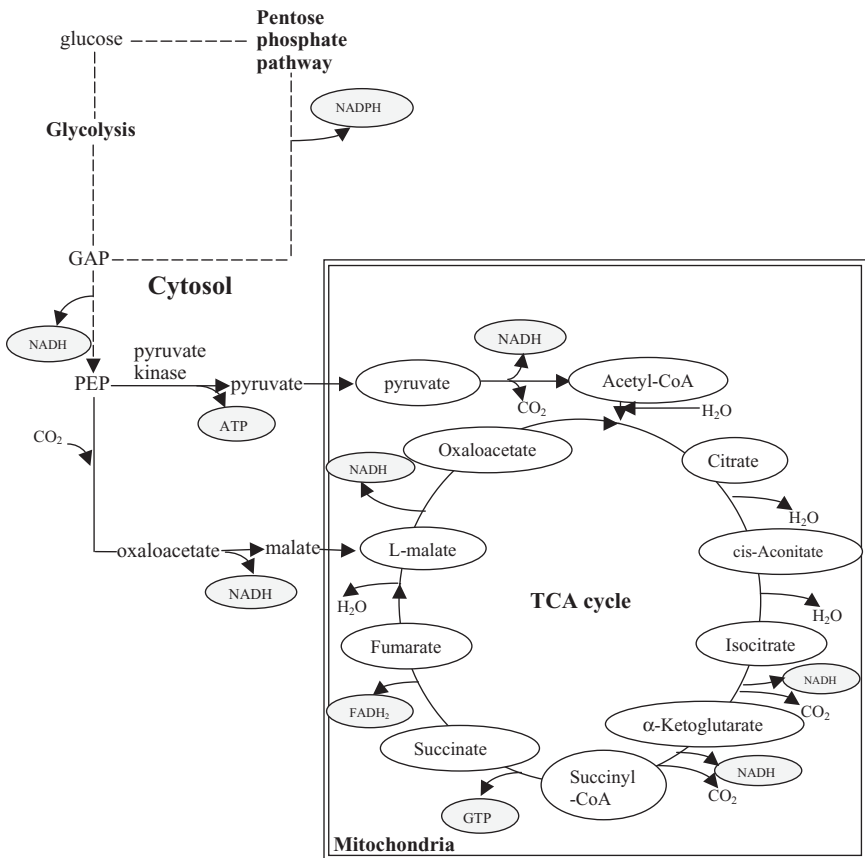 Pentose
phosphate
pathway
glucose
NADPH
Glycolysis
GAP
Cytosol
NADH
PEP
pyruvate
kinase
pyruvate
ATP
CO₂
oxaloacetate
malate
NADH
pyruvate
NADH
CO₂
Acetyl-CoA
H₂O
Oxaloacetate
Citrate
NADH
H₂O
L-malate
cis-Aconitate
H₂O
TCA cycle
H₂O
Fumarate
Isocitrate
NADH
CO₂
FADH₂
α-Ketoglutarate
Succinate
NADH
CO₂
Succinyl
-CoA
GTP
Mitochondria